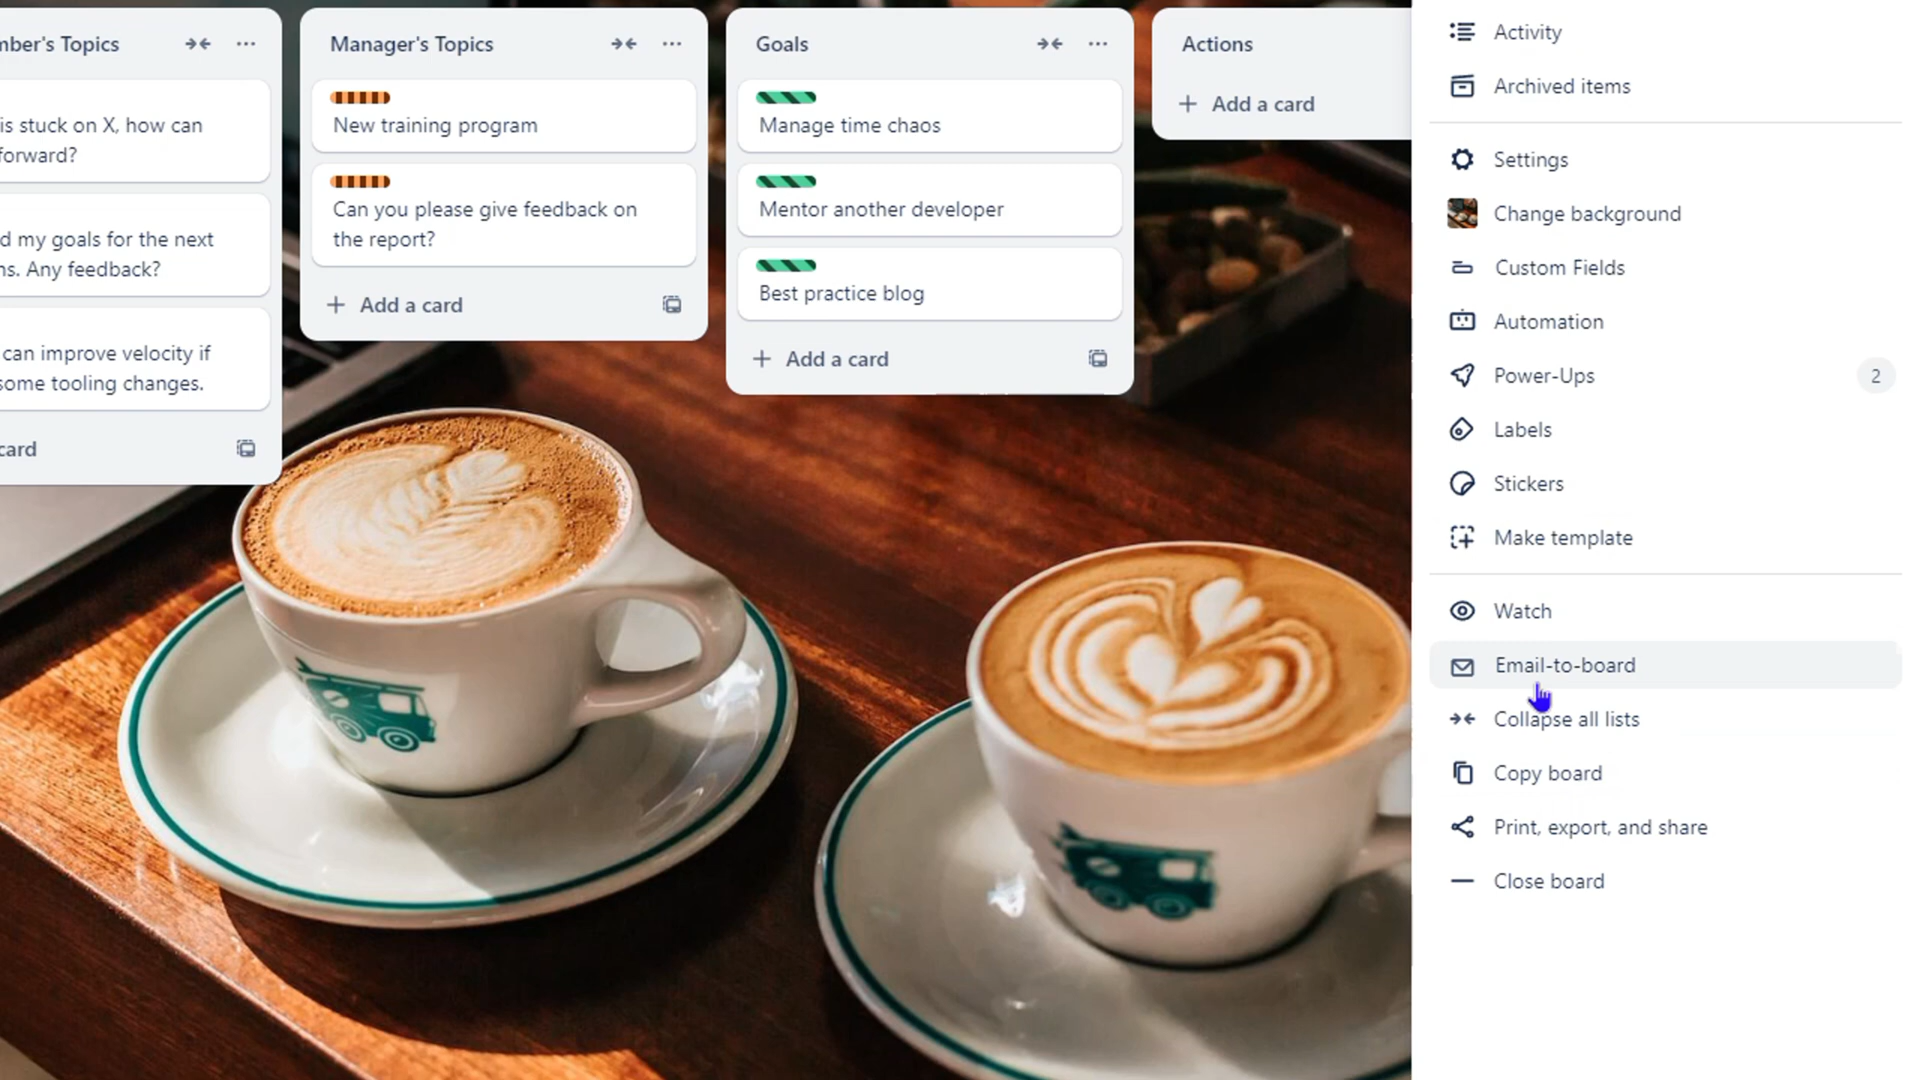 mber's Topics
is stuck on X, how can
forward?
d my goals for the next
ns. Any feedback?
can improve velocity if
some tooling changes.
card
Manager's Topics
New training program
Can you please give feedback on
the report?
+ Add a card
Goals
Manage time chaos
Mentor another developer
Best practice blog
+ Add a card
Actions
+ Add a card
Activity
Archived items
Settings
Change background
Custom Fields
Automation
Power-Ups 2
Labels
Stickers
Make template
Watch
Email-to-board
Collapse all lists
Copy board
Print, export, and share
Close board